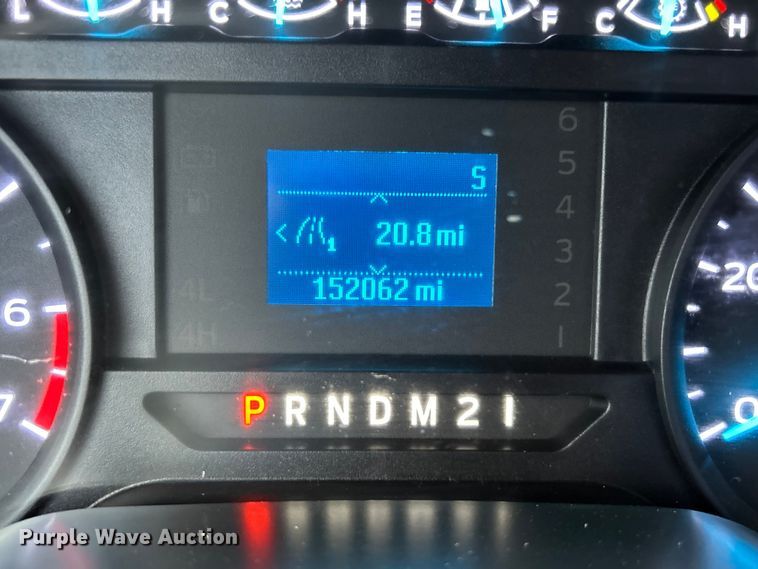 L H C H E F C H
6
5
4
3
2
1
S
1 20.8 mi
152062 mi
4L
4H
6
7
20
0
P R N D M 2 1
Purple Wave Auction